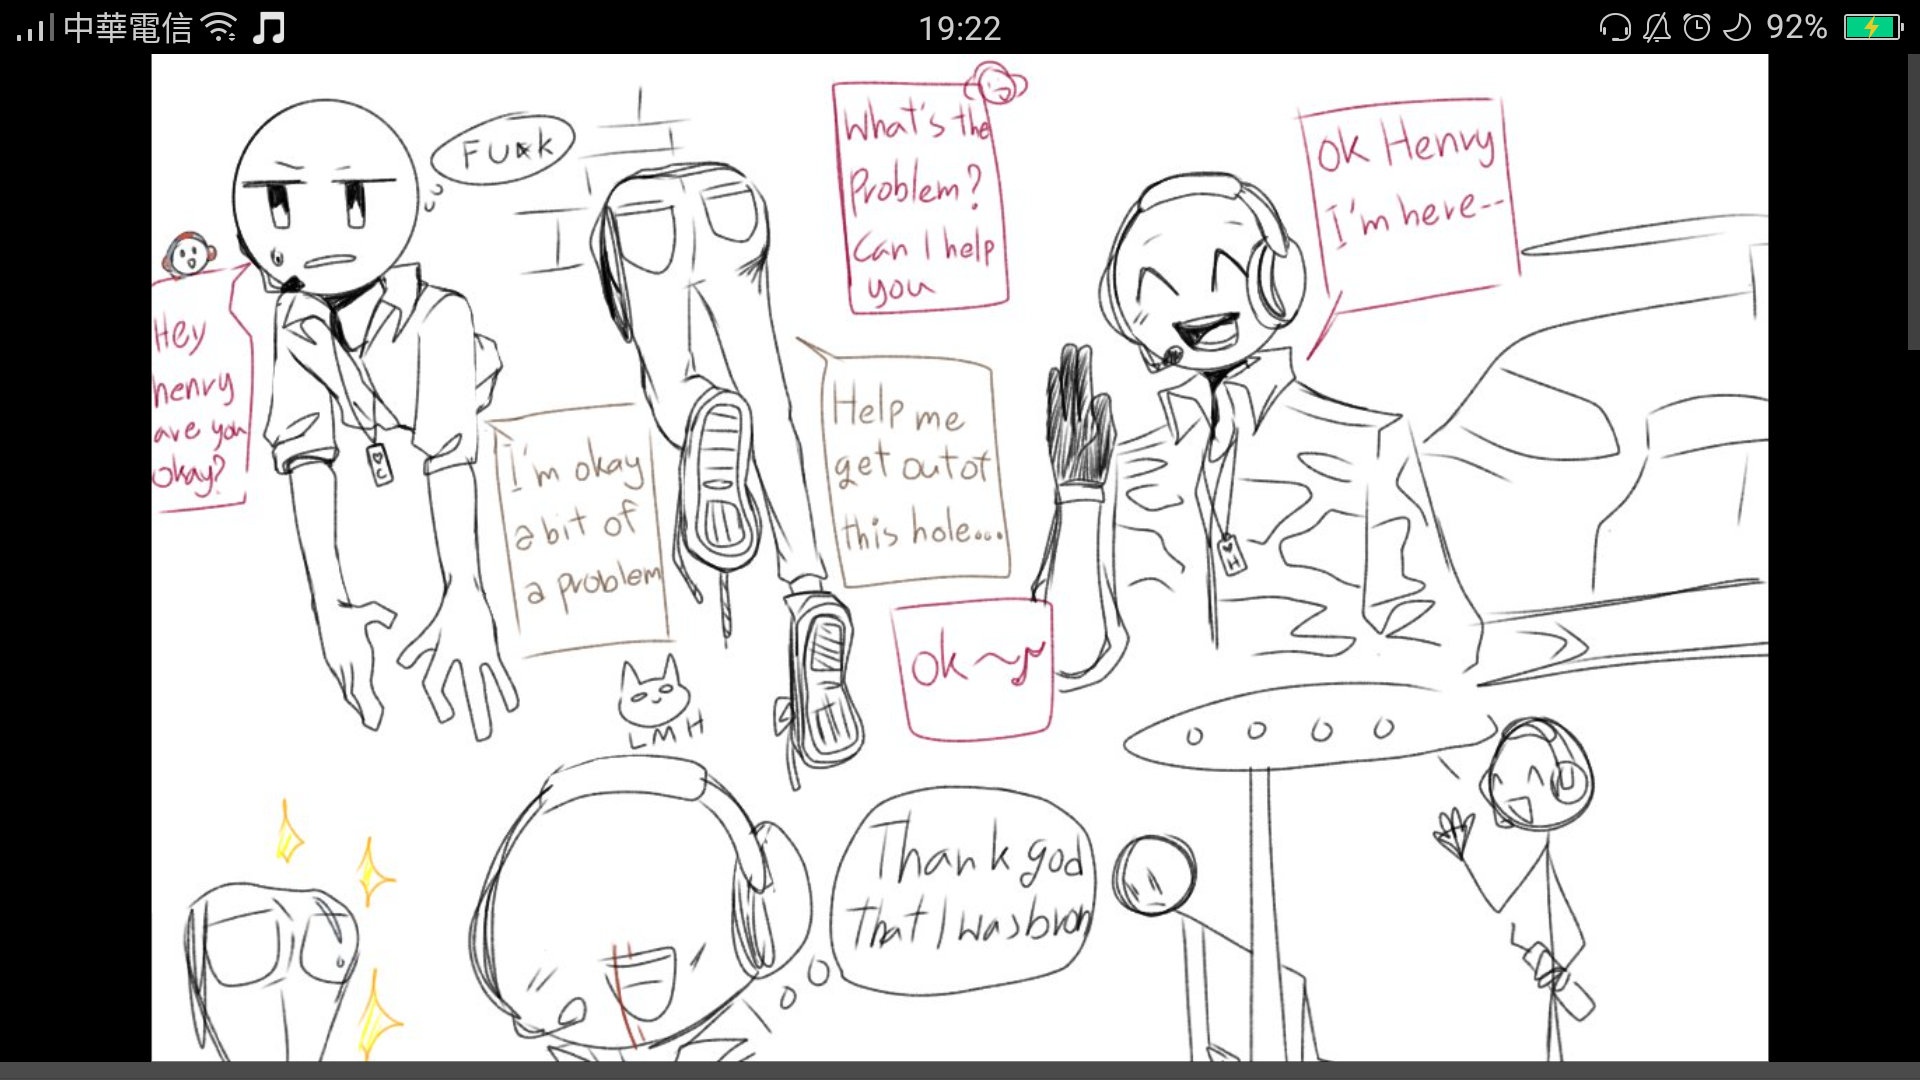 中華電信
19:22
92%
FUxk
Hey
henry
are you
okay?
I'm okay
a bit of
a problem
What's the
Problem?
Can I help
you
Help me
get out of
this hole...
OK Henry
I'm here--
Ok~♪
C
H
LMH
Thank god
that I was bron